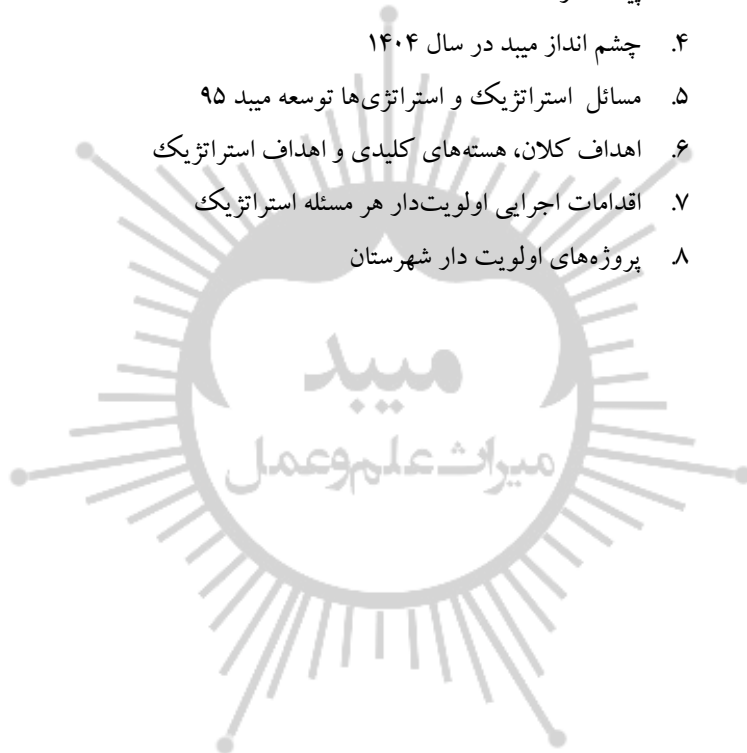 ۴. چشم انداز میبد در سال ۱۴۰۴
۵. مسائل استراتژیک و استراتژی‌ها توسعه میبد ۹۵
۶. اهداف کلان، هسته‌های کلیدی و اهداف استراتژیک
۷. اقدامات اجرایی اولویت‌دار هر مسئله استراتژیک
۸. پروژه‌های اولویت دار شهرستان
میبد
میراث علم و عمل